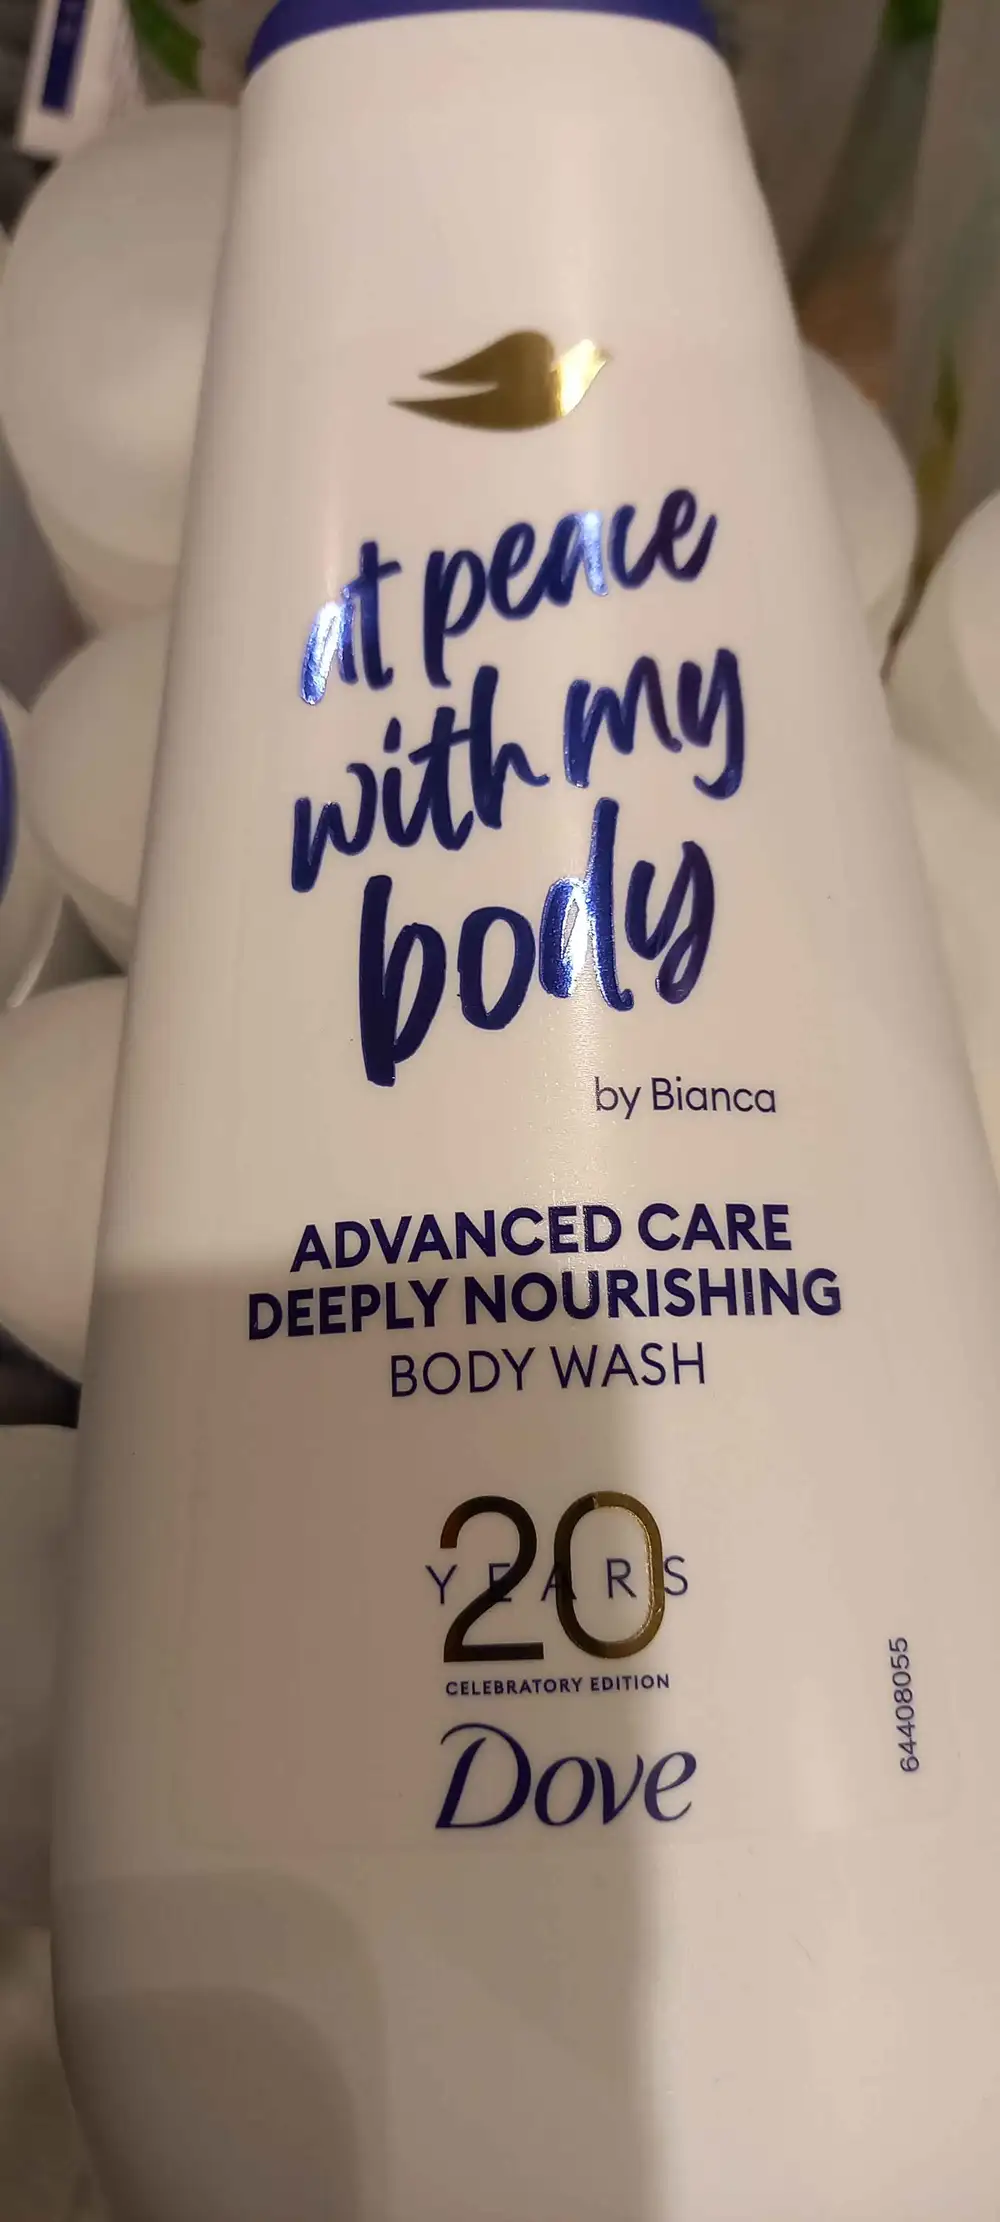 at peace
with my
body
by Bianca
ADVANCED CARE
DEEPLY NOURISHING
BODY WASH
20
YEARS
CELEBRATORY EDITION
Dove
64408055